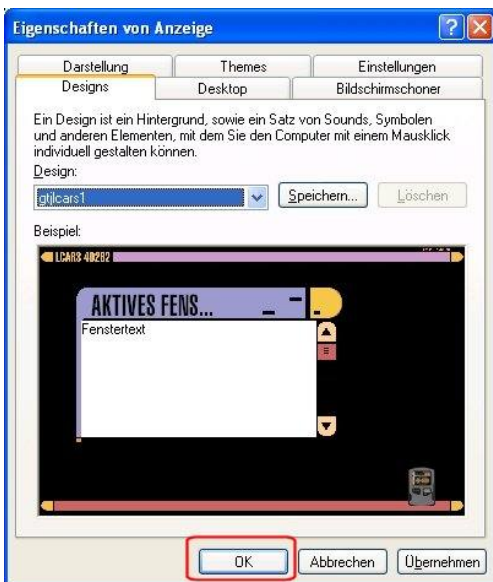 Eigenschaften von Anzeige
Darstellung Themes Einstellungen
Designs Desktop Bildschirmschoner
Ein Design ist ein Hintergrund, sowie ein Satz von Sounds, Symbolen
und anderen Elementen, mit dem Sie den Computer mit einem Mausklick
individuell gestalten können.
Design:
gtjlcars1 Speichern... Löschen
Beispiel:
LCARS 40282
AKTIVES FENS...
Fenstertext
OK Abbrechen Übernehmen